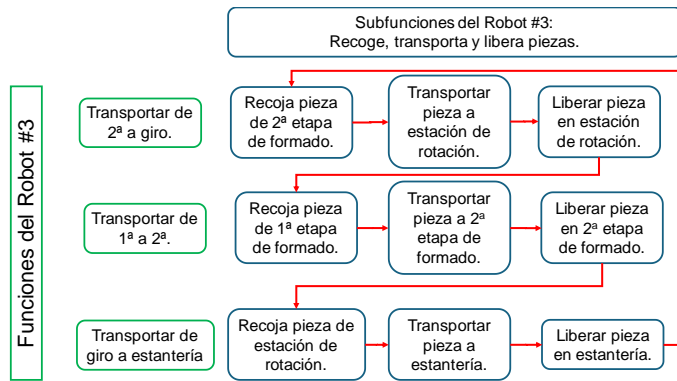 Subfunciones del Robot #3:
Recoge, transporta y libera piezas.
Funciones del Robot #3
Transportar de
2ª a giro.
Recoja pieza
de 2ª etapa
de formado.
Transportar
pieza a
estación de
rotación.
Liberar pieza
en estación
de rotación.
Transportar de
1ª a 2ª.
Recoja pieza
de 1ª etapa
de formado.
Transportar
pieza a 2ª
etapa de
formado.
Liberar pieza
en 2ª etapa
de formado.
Transportar de
giro a estantería
Recoja pieza de
estación de
rotación.
Transportar
pieza a
estantería.
Liberar pieza
en estantería.